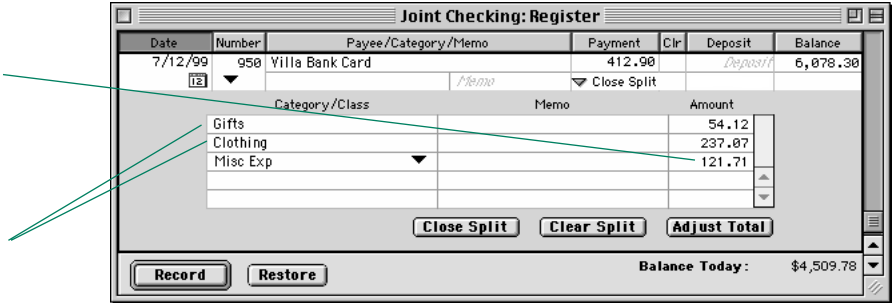 Joint Checking: Register
Date Number Payee/Category/Memo Payment Clr Deposit Balance
7/12/99 950 Villa Bank Card 412.90 Deposit 6,078.30
12 Memo Close Split
Category/Class Memo Amount
Gifts 54.12
Clothing 237.07
Misc Exp 121.71
Close Split Clear Split Adjust Total
Record Restore Balance Today: $4,509.78